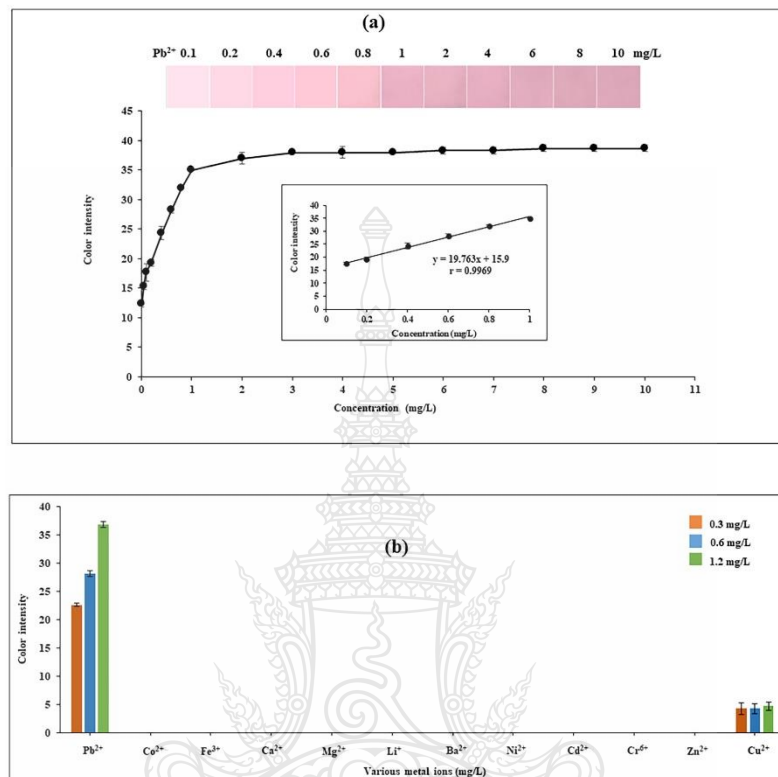 (a)
Pb²⁺ 0.1 0.2 0.4 0.6 0.8 1 2 4 6 8 10 mg/L
45
40
35
30
25
20
15
10
5
0
Color intensity
0 1 2 3 4 5 6 7 8 9 10 11
Concentration (mg/L)
40
35
30
25
20
15
10
5
0
Color intensity
y = 19.763x + 15.9
r = 0.9969
0 0.2 0.4 0.6 0.8 1
Concentration (mg/L)
(b)
40
35
30
25
20
15
10
5
0
Color intensity
0.3 mg/L
0.6 mg/L
1.2 mg/L
Pb²⁺ Co²⁺ Fe³⁺ Ca²⁺ Mg²⁺ Li⁺ Ba²⁺ Ni²⁺ Cd²⁺ Cr⁶⁺ Zn²⁺ Cu²⁺
Various metal ions (mg/L)